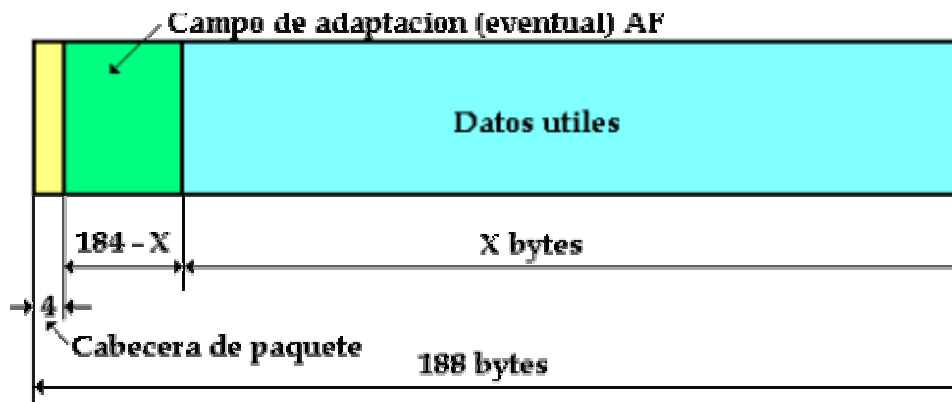 Campo de adaptacion (eventual) AF
Datos utiles
184 - X
X bytes
4
Cabecera de paquete
188 bytes